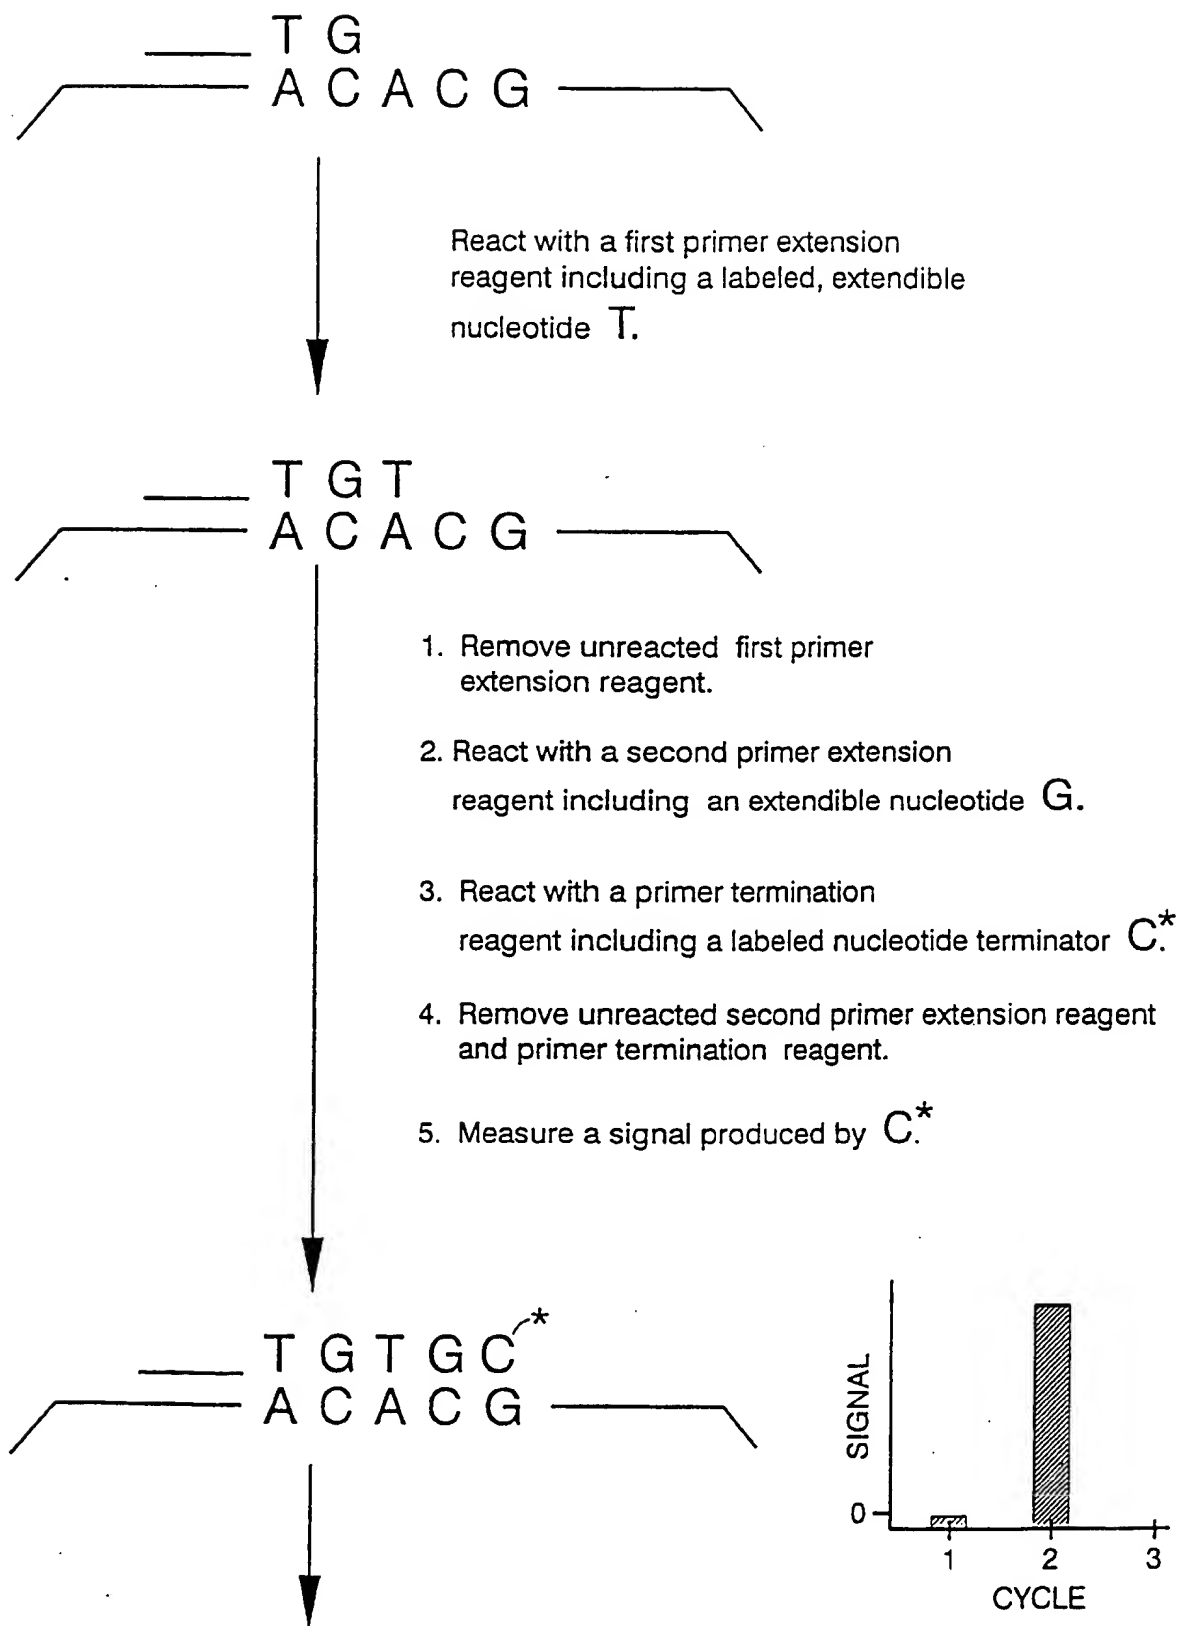 T G
A C A C G
React with a first primer extension
reagent including a labeled, extendible
nucleotide T.
T G T
A C A C G
1. Remove unreacted first primer
extension reagent.
2. React with a second primer extension
reagent including an extendible nucleotide G.
3. React with a primer termination
reagent including a labeled nucleotide terminator C.*
4. Remove unreacted second primer extension reagent
and primer termination reagent.
5. Measure a signal produced by C.*
T G T G C*
A C A C G
SIGNAL
0
1 2 3
CYCLE